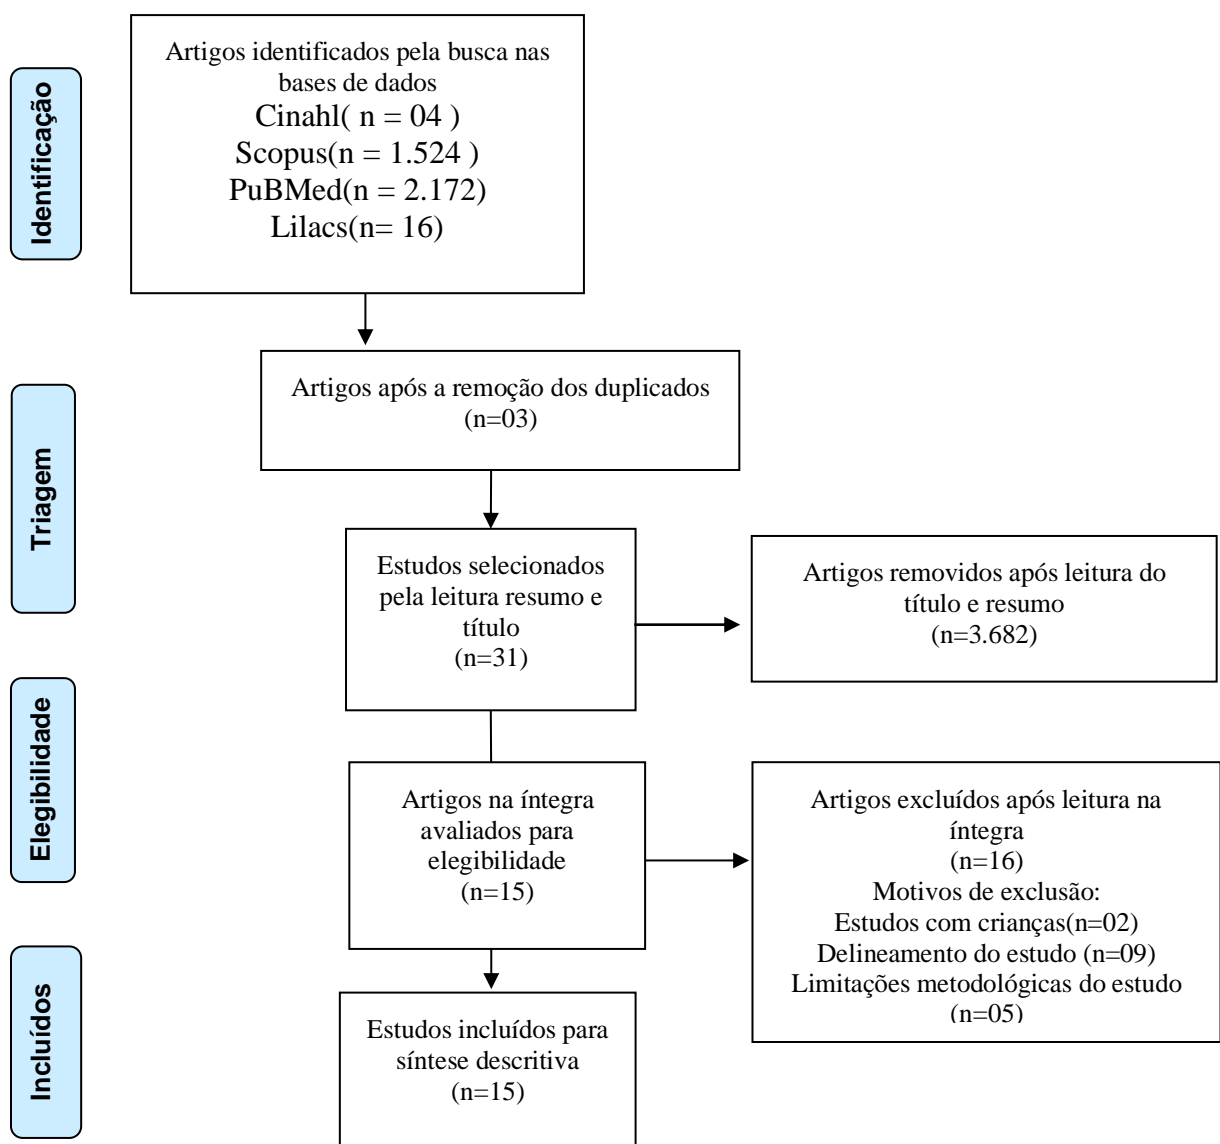 Identificação
Artigos identificados pela busca nas
bases de dados
Cinahl( n = 04 )
Scopus(n = 1.524 )
PuBMed(n = 2.172)
Lilacs(n= 16)
Triagem
Artigos após a remoção dos duplicados
(n=03)
Estudos selecionados
pela leitura resumo e
título
(n=31)
Artigos removidos após leitura do
título e resumo
(n=3.682)
Elegibilidade
Artigos na íntegra
avaliados para
elegibilidade
(n=15)
Artigos excluídos após leitura na
íntegra
(n=16)
Motivos de exclusão:
Estudos com crianças(n=02)
Delineamento do estudo (n=09)
Limitações metodológicas do estudo
(n=05)
Incluídos
Estudos incluídos para
síntese descritiva
(n=15)